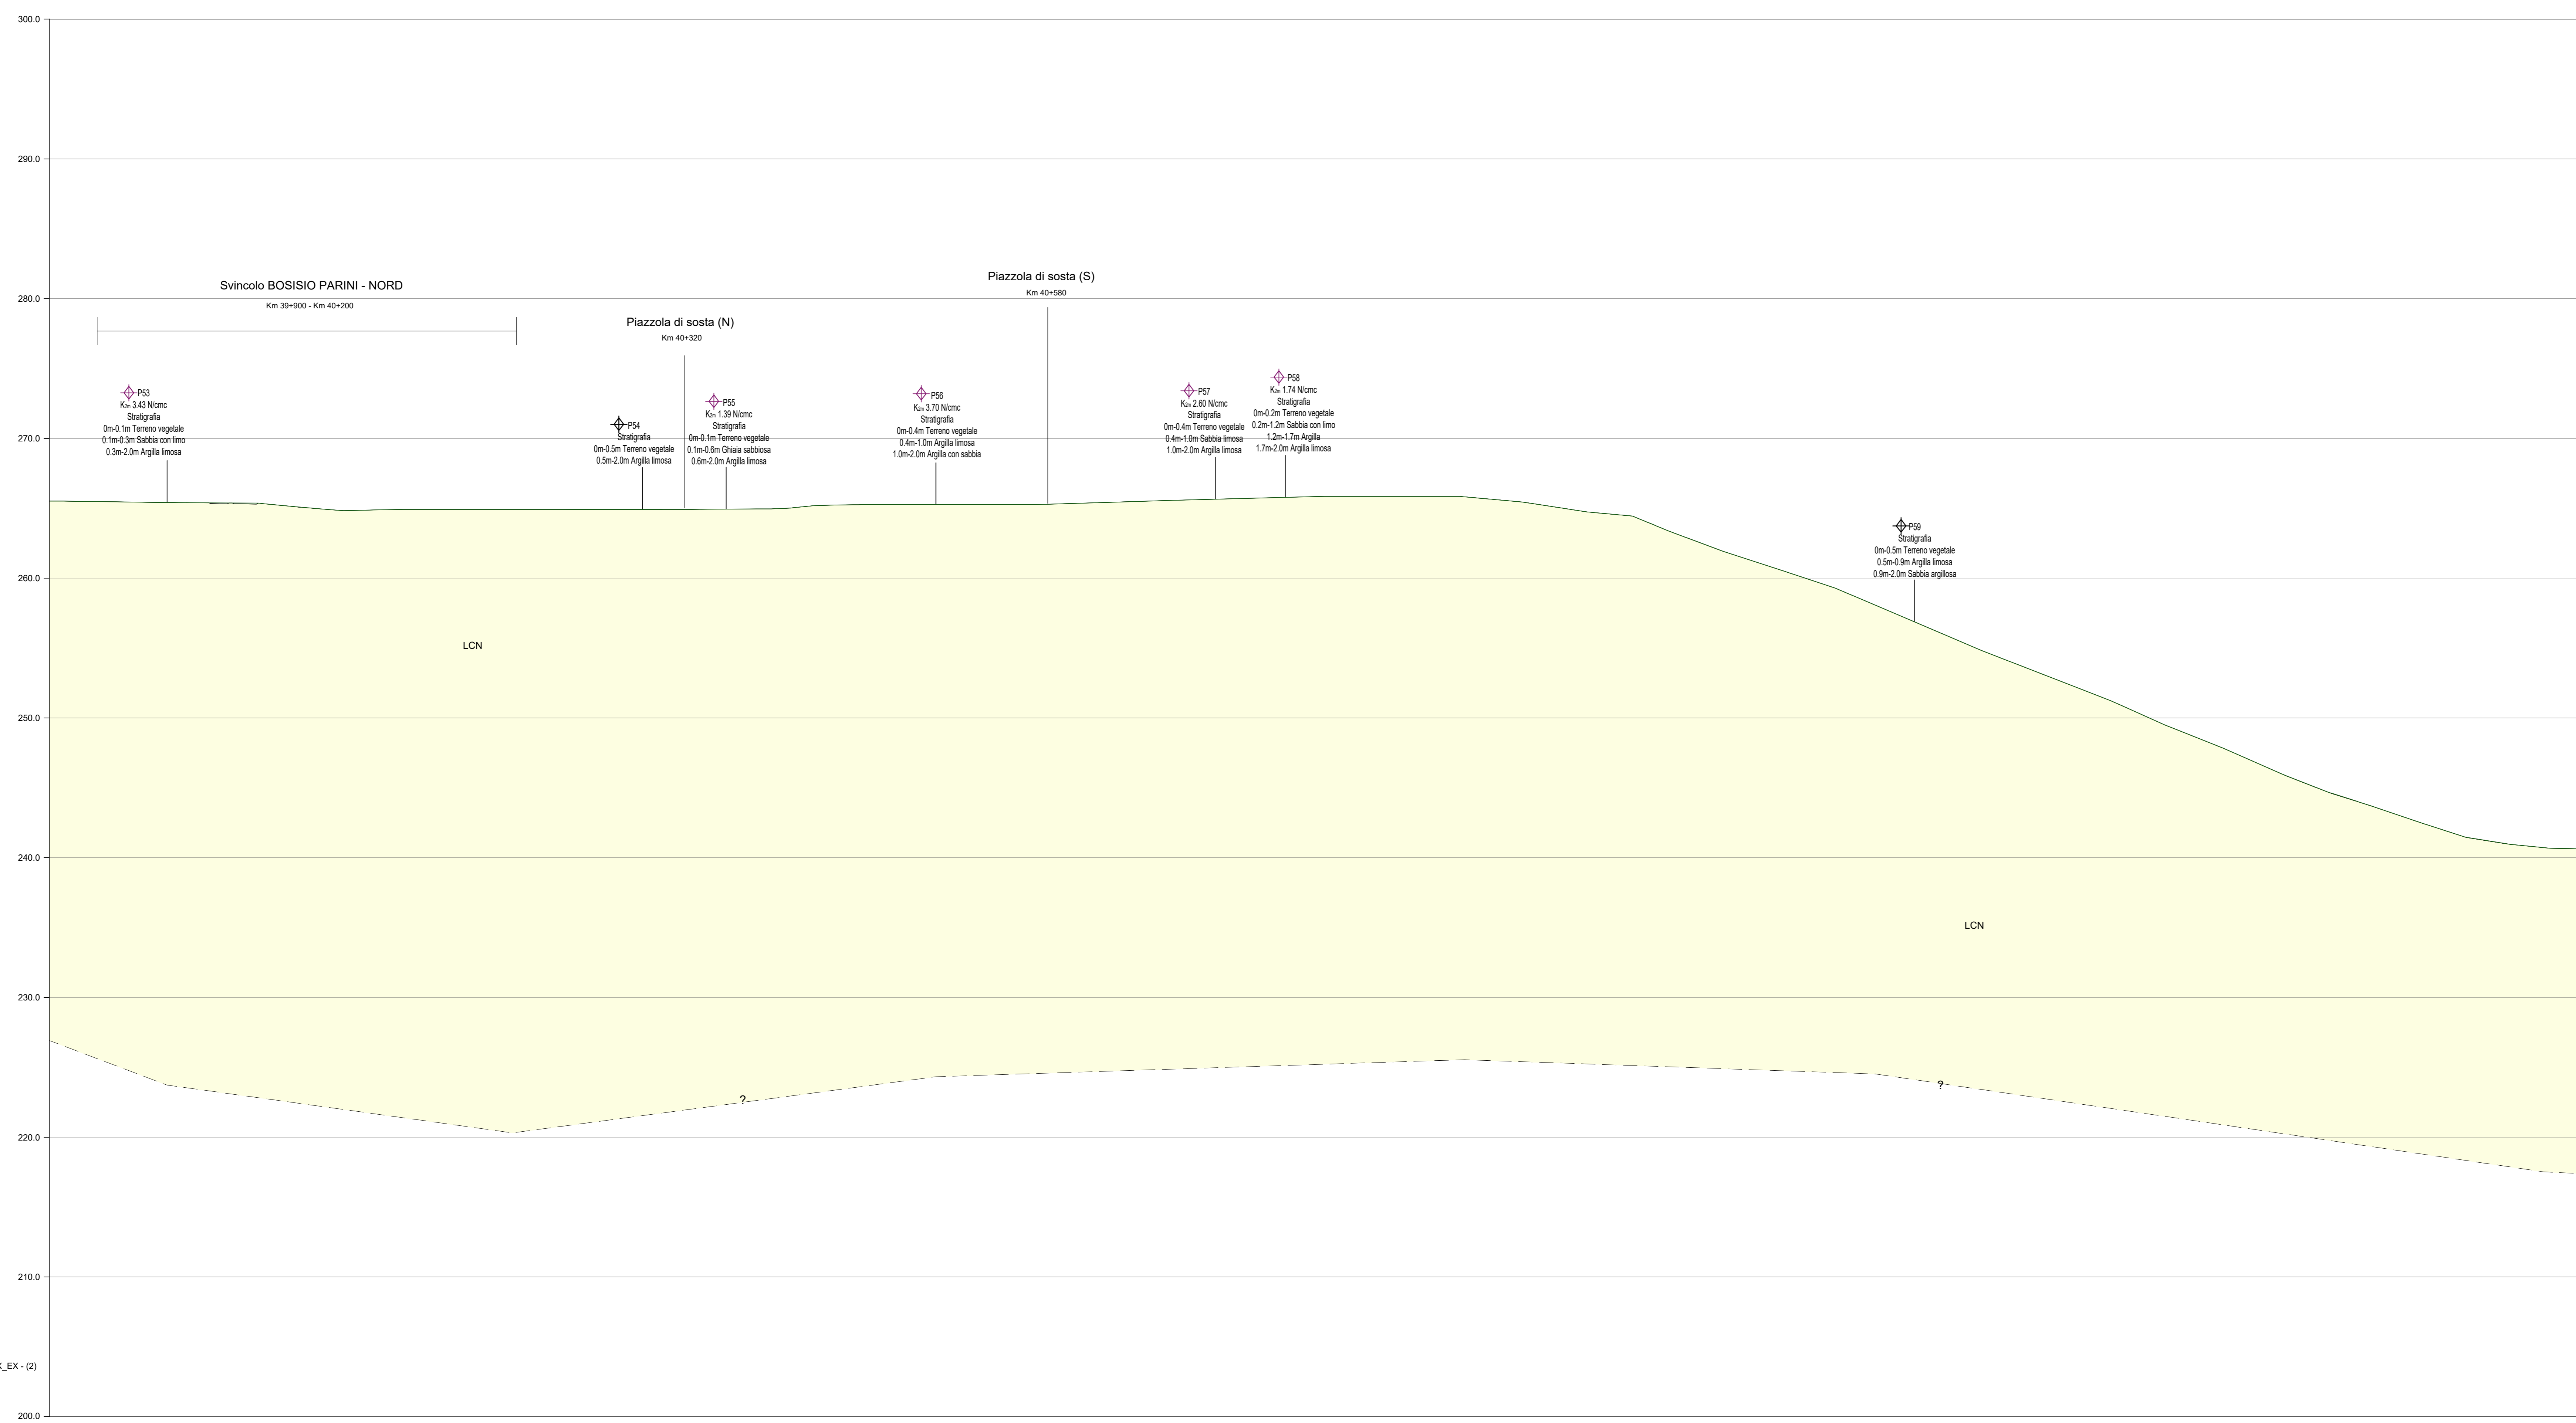 300.0
290.0
280.0
270.0
260.0
250.0
240.0
230.0
220.0
210.0
200.0
Svincolo BOSISIO PARINI - NORD
Km 39+900 - Km 40+200
Piazzola di sosta (N)
Km 40+320
Piazzola di sosta (S)
Km 40+580
P53
K2m 3.43 N/cmc
Stratigrafia
0m-0.1m Terreno vegetale
0.1m-0.3m Sabbia con limo
0.3m-2.0m Argilla limosa
P54
Stratigrafia
0m-0.5m Terreno vegetale
0.5m-2.0m Argilla limosa
P55
K2m 1.39 N/cmc
Stratigrafia
0m-0.1m Terreno vegetale
0.1m-0.6m Ghiaia sabbiosa
0.6m-2.0m Argilla limosa
P56
K2m 3.70 N/cmc
Stratigrafia
0m-0.4m Terreno vegetale
0.4m-1.0m Argilla limosa
1.0m-2.0m Argilla con sabbia
P57
K2m 2.60 N/cmc
Stratigrafia
0m-0.4m Terreno vegetale
0.4m-1.0m Sabbia limosa
1.0m-2.0m Argilla limosa
P58
K2m 1.74 N/cmc
Stratigrafia
0m-0.2m Terreno vegetale
0.2m-1.2m Sabbia con limo
1.2m-1.7m Argilla
1.7m-2.0m Argilla limosa
P59
Stratigrafia
0m-0.5m Terreno vegetale
0.5m-0.9m Argilla limosa
0.9m-2.0m Sabbia argillosa
LCN
LCN
?
?
_EX - (2)